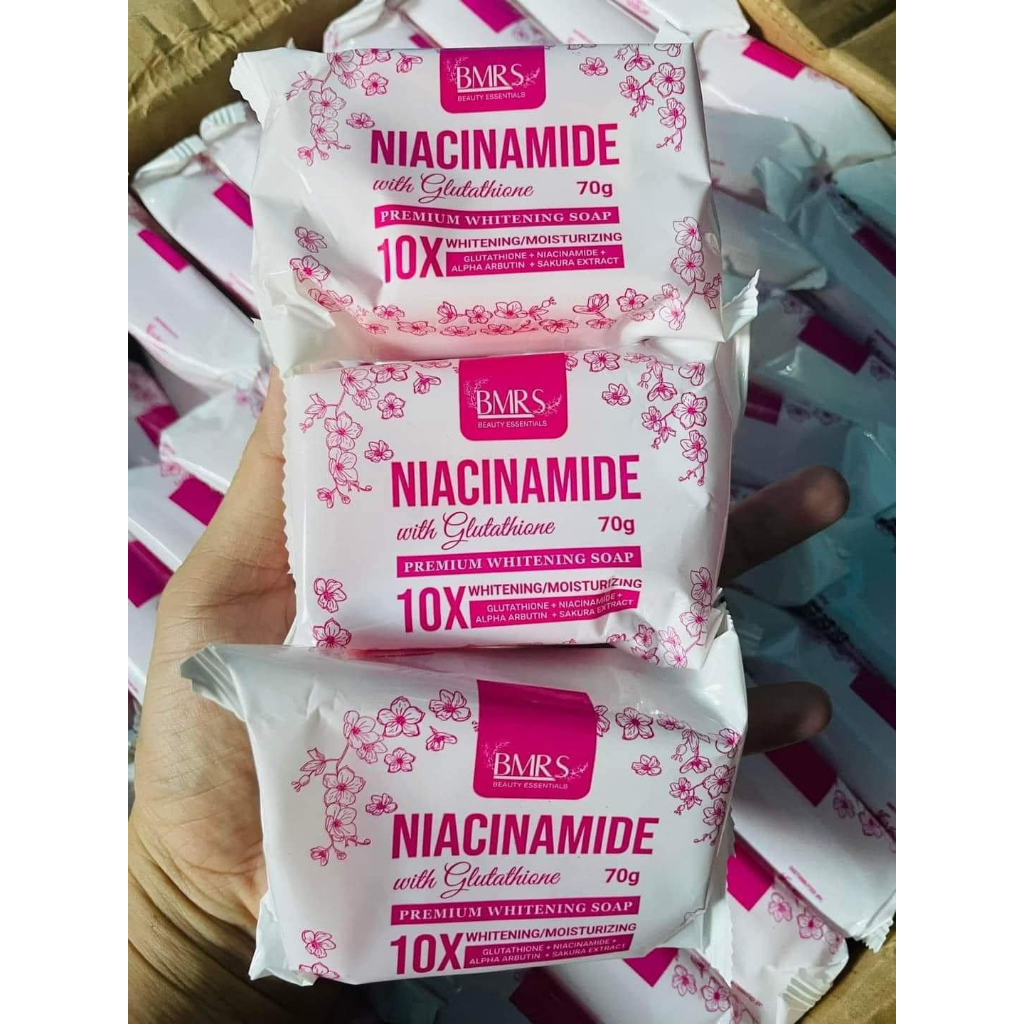 BMRS
BEAUTY ESSENTIALS
NIACINAMIDE
with Glutathione 70g
PREMIUM WHITENING SOAP
10X WHITENING/MOISTURIZING
GLUTATHIONE + NIACINAMIDE +
ALPHA ARBUTIN + SAKURA EXTRACT
BMRS
BEAUTY ESSENTIALS
NIACINAMIDE
with Glutathione 70g
PREMIUM WHITENING SOAP
10X WHITENING/MOISTURIZING
GLUTATHIONE + NIACINAMIDE +
ALPHA ARBUTIN + SAKURA EXTRACT
BMRS
BEAUTY ESSENTIALS
NIACINAMIDE
with Glutathione 70g
PREMIUM WHITENING SOAP
10X WHITENING/MOISTURIZING
GLUTATHIONE + NIACINAMIDE +
ALPHA ARBUTIN + SAKURA EXTRACT